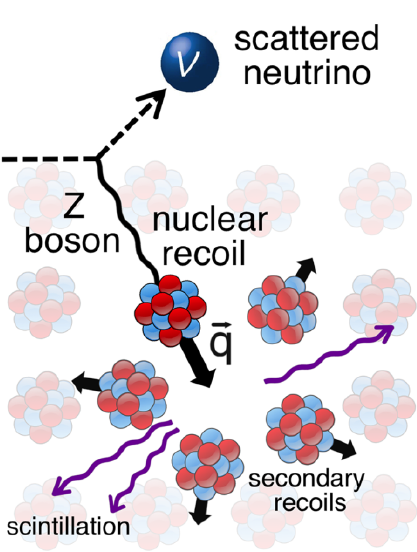 ν
scattered
neutrino
Z
boson
nuclear
recoil
q⃗
secondary
recoils
scintillation